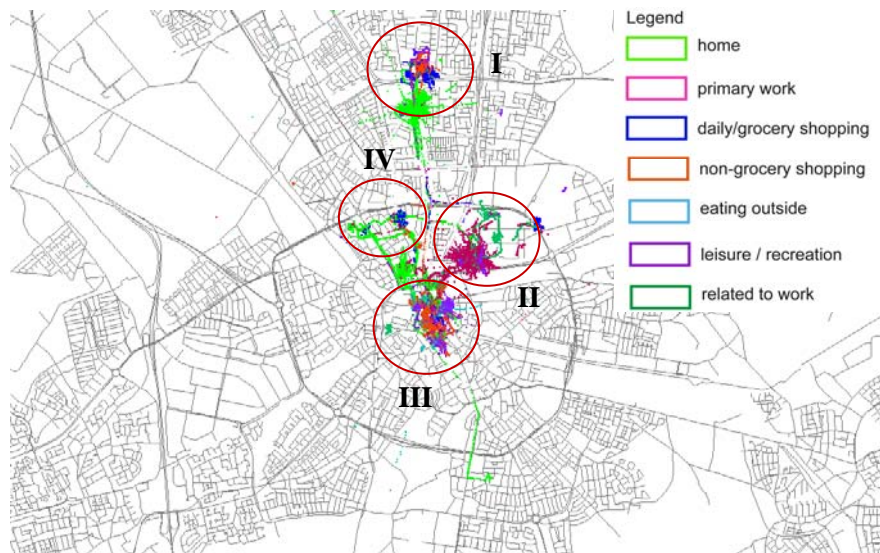 Legend
home
primary work
daily/grocery shopping
non-grocery shopping
eating outside
leisure / recreation
related to work
I
IV
II
III